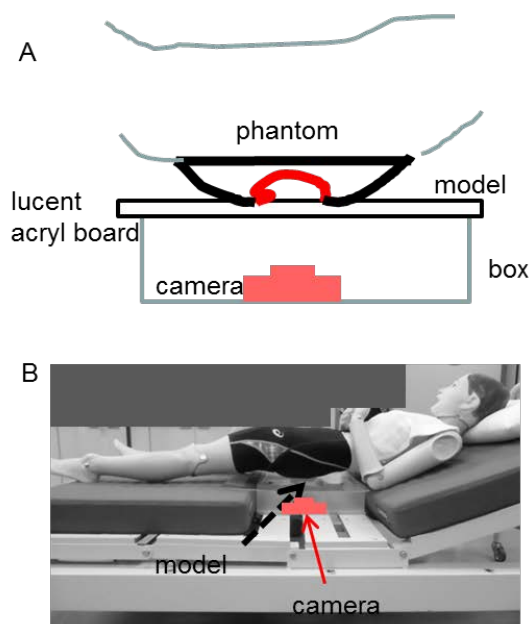 A
phantom
model
lucent
acryl board
box
camera
B
model
camera